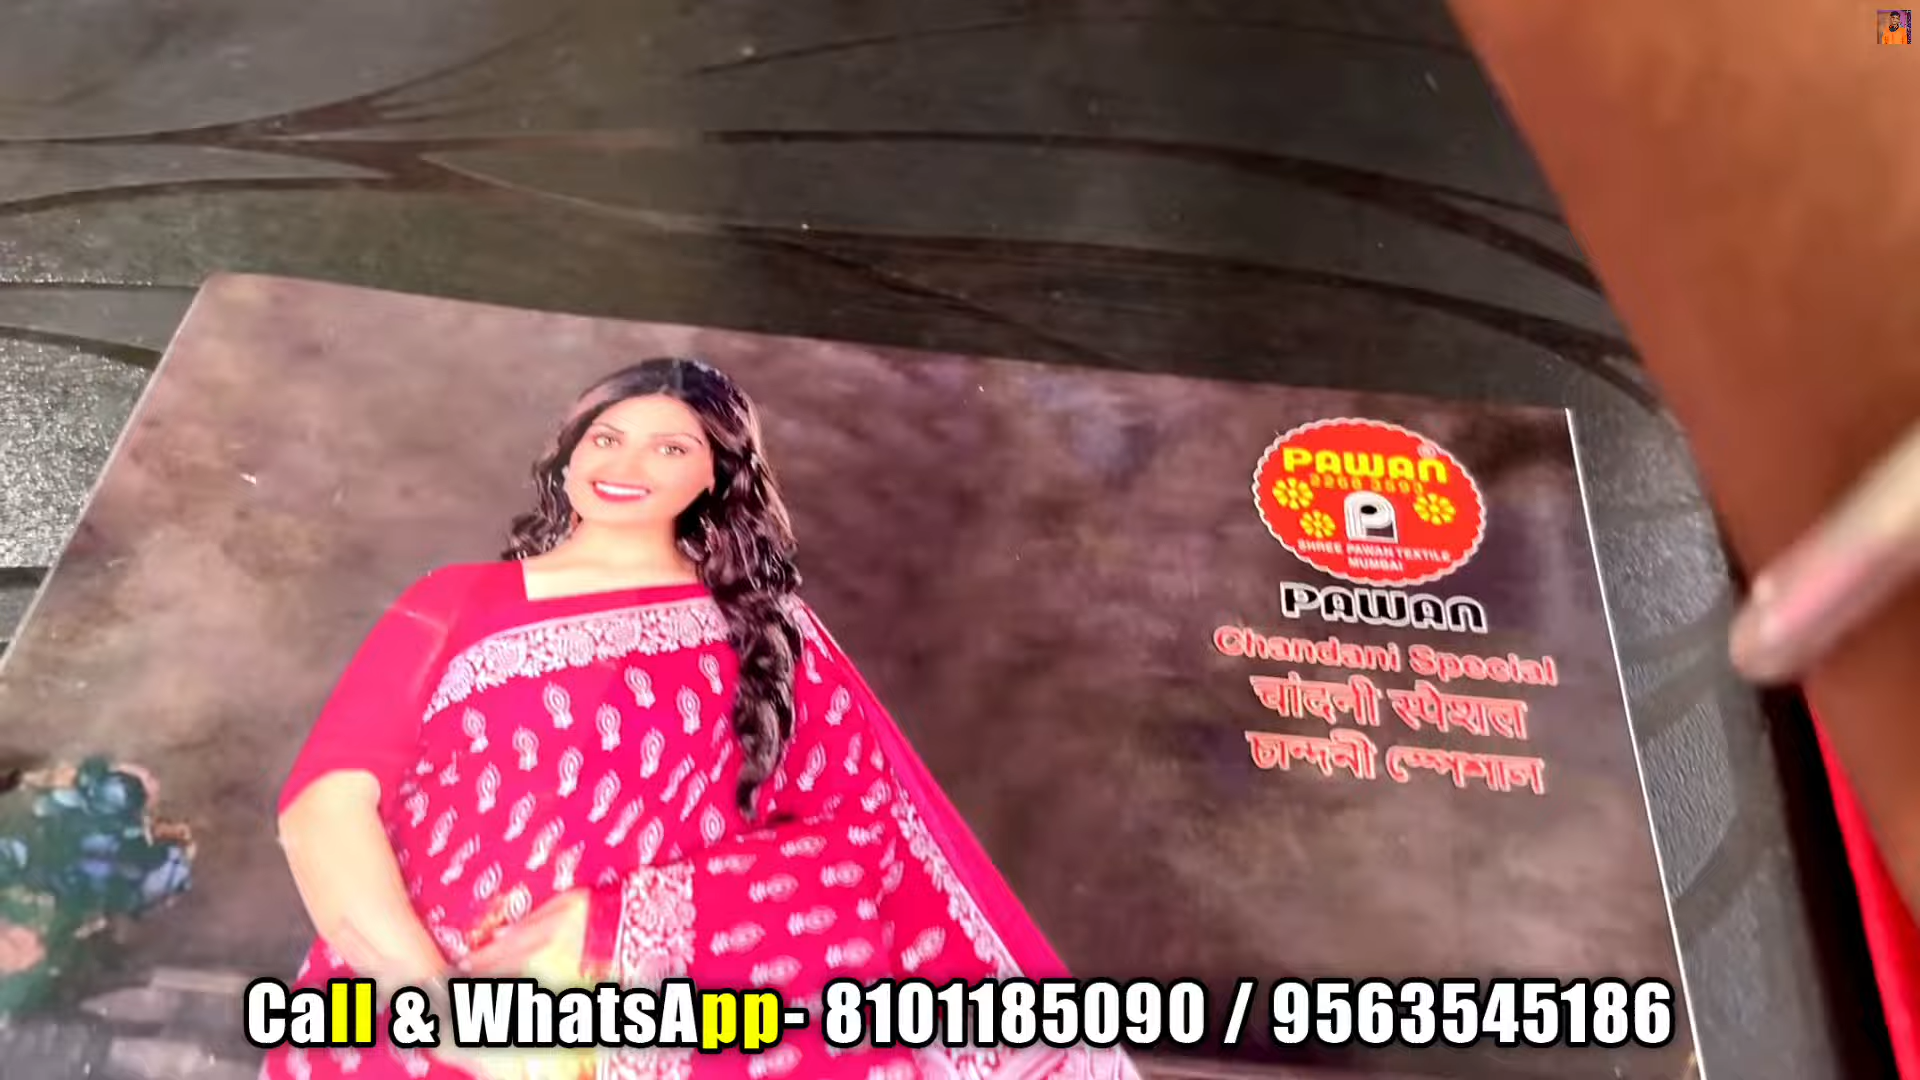 PAWAN
SHREE PAWAN TEXTILE
MUMBAI
PAWAN
Chandani Special
चांदनी स्पेशल
চান্দনী স্পেশাল
Call & WhatsApp- 8101185090 / 9563545186